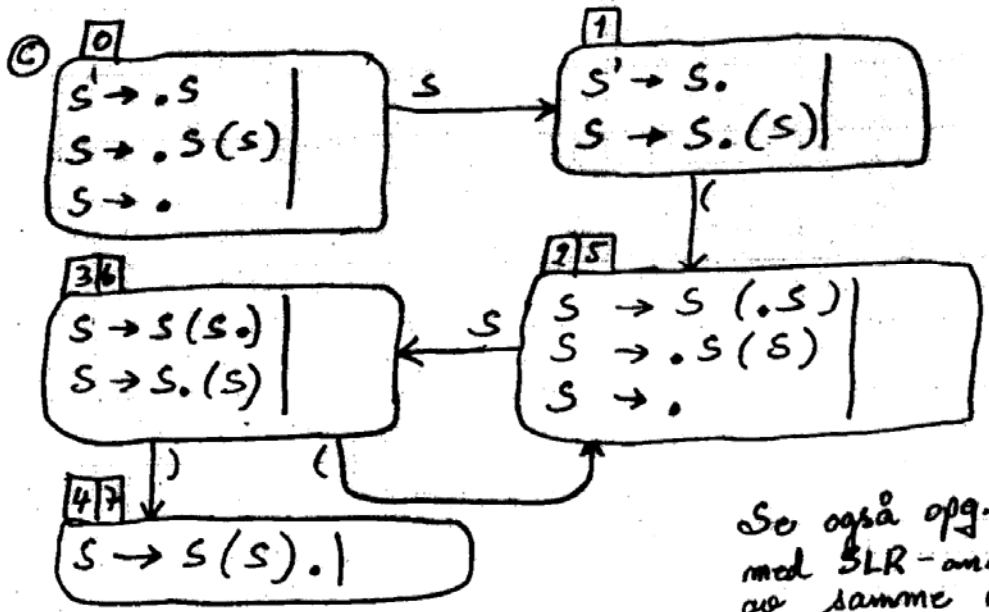 Ⓒ
0
S' → .S
S → .S(S)
S → .
S
1
S' → S.
S → S.(S)
(
2 5
S → S(.S)
S → .S(S)
S → .
S
3 6
S → S(S.)
S → S.(S)
)
(
4 7
S → S(S).
Se også opg.
med SLR-
av samme